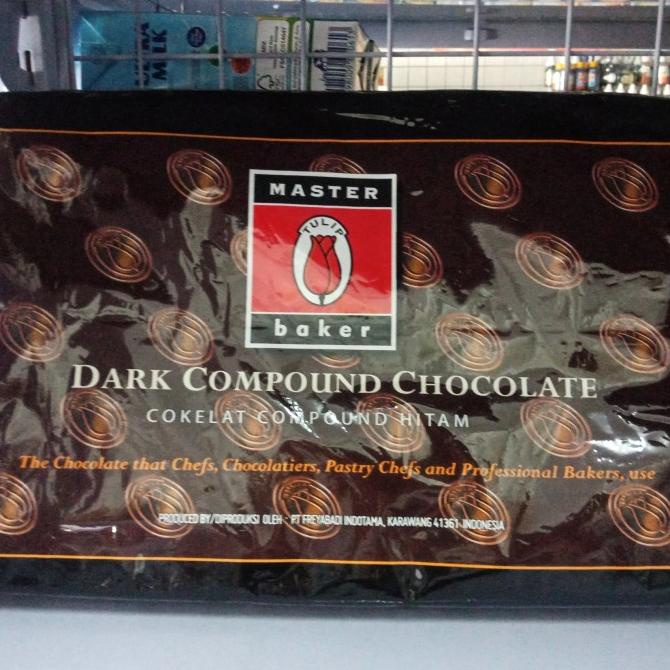 MILK
MASTER
TULIP
baker
DARK COMPOUND CHOCOLATE
COKELAT COMPOUND HITAM
The Chocolate that Chefs, Chocolatiers, Pastry Chefs and Professional Bakers, use
PRODUCED BY/DIPRODUKSI OLEH : PT FREYABADI INDOTAMA, KARAWANG 41361 INDONESIA